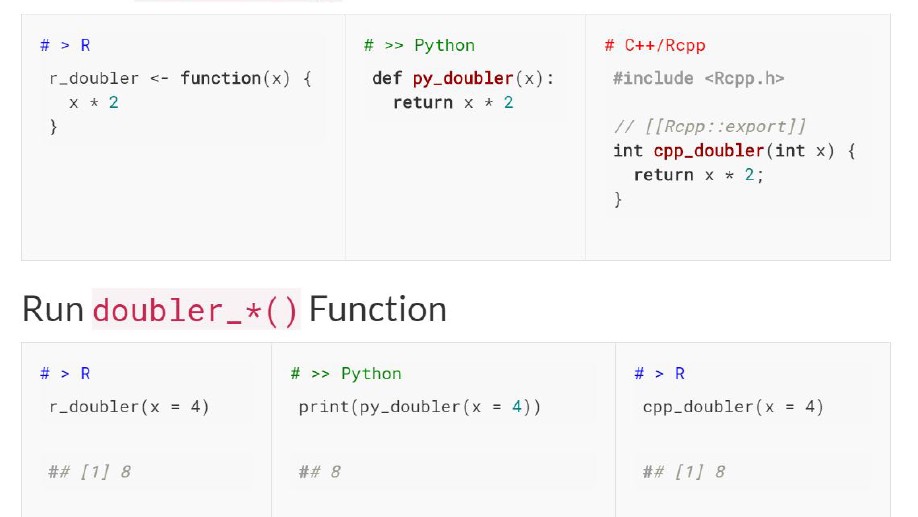 # > R
r_doubler <- function(x) {
  x * 2
}
# >> Python
def py_doubler(x):
  return x * 2
# C++/Rcpp
#include <Rcpp.h>
// [[Rcpp::export]]
int cpp_doubler(int x) {
  return x * 2;
}
Run doubler_*() Function
# > R
r_doubler(x = 4)
## [1] 8
# >> Python
print(py_doubler(x = 4))
## 8
# > R
cpp_doubler(x = 4)
## [1] 8